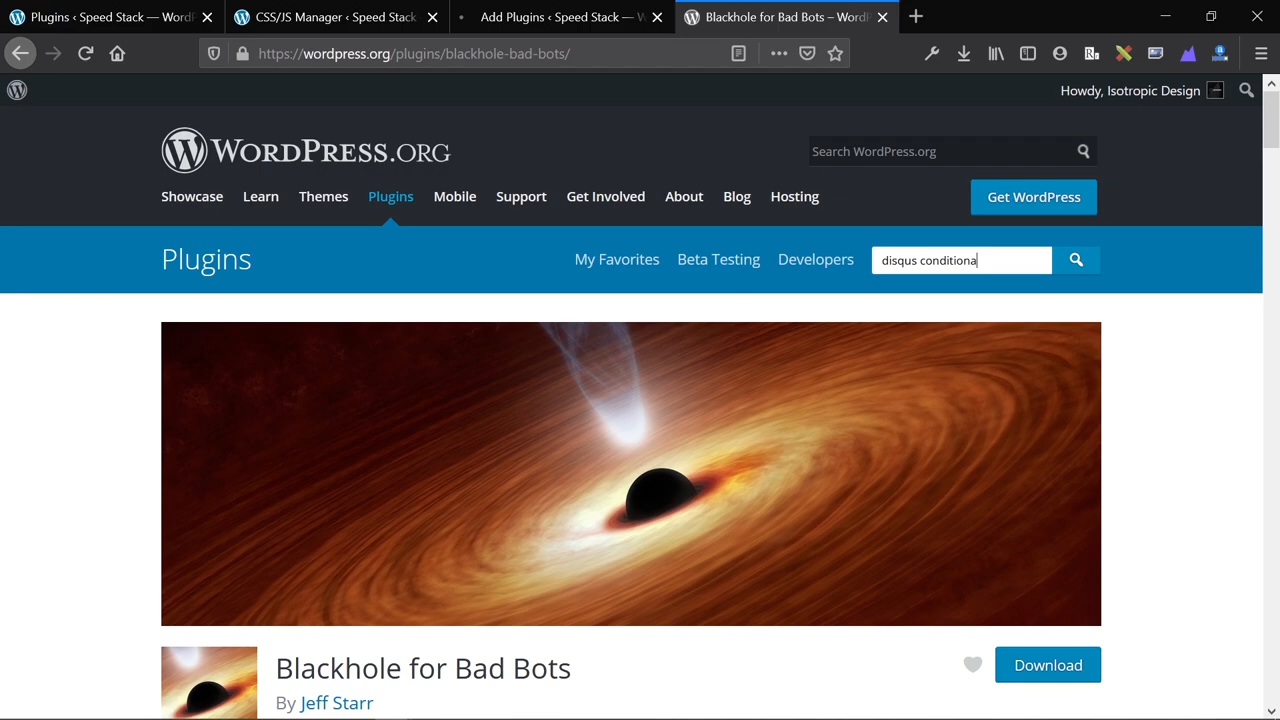 Plugins ‹ Speed Stack — WordP
CSS/JS Manager ‹ Speed Stack
Add Plugins ‹ Speed Stack — W
Blackhole for Bad Bots – WordP
https://wordpress.org/plugins/blackhole-bad-bots/
Howdy, Isotropic Design
WORDPRESS.ORG
Search WordPress.org
Showcase Learn Themes Plugins Mobile Support Get Involved About Blog Hosting
Get WordPress
Plugins
My Favorites Beta Testing Developers
disqus conditiona
Blackhole for Bad Bots
Download
By Jeff Starr